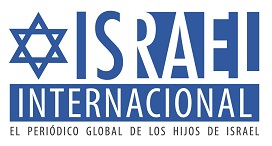 ISRAEL
INTERNACIONAL
EL PERIÓDICO GLOBAL DE LOS HIJOS DE ISRAEL